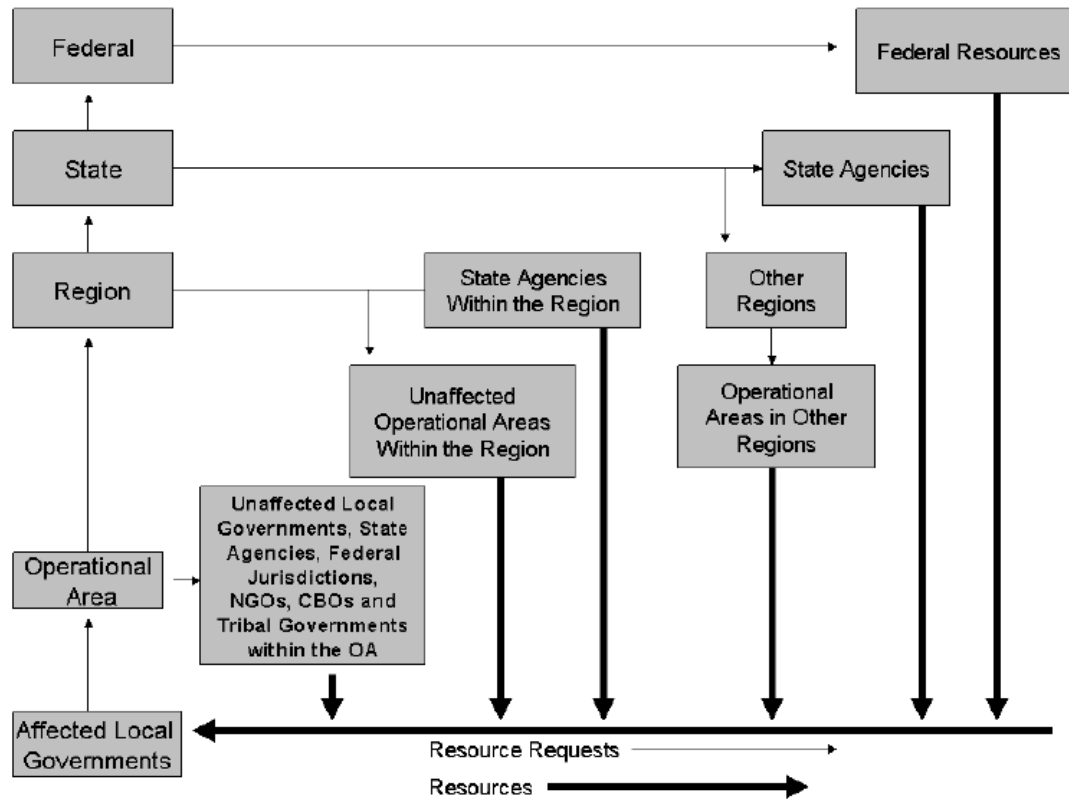 Federal
Federal Resources
State
State Agencies
Region
State Agencies
Within the Region
Other
Regions
Unaffected
Operational Areas
Within the Region
Operational
Areas in Other
Regions
Unaffected Local
Governments, State
Agencies, Federal
Jurisdictions,
NGOs, CBOs and
Tribal Governments
within the OA
Operational
Area
Affected Local
Governments
Resource Requests
Resources